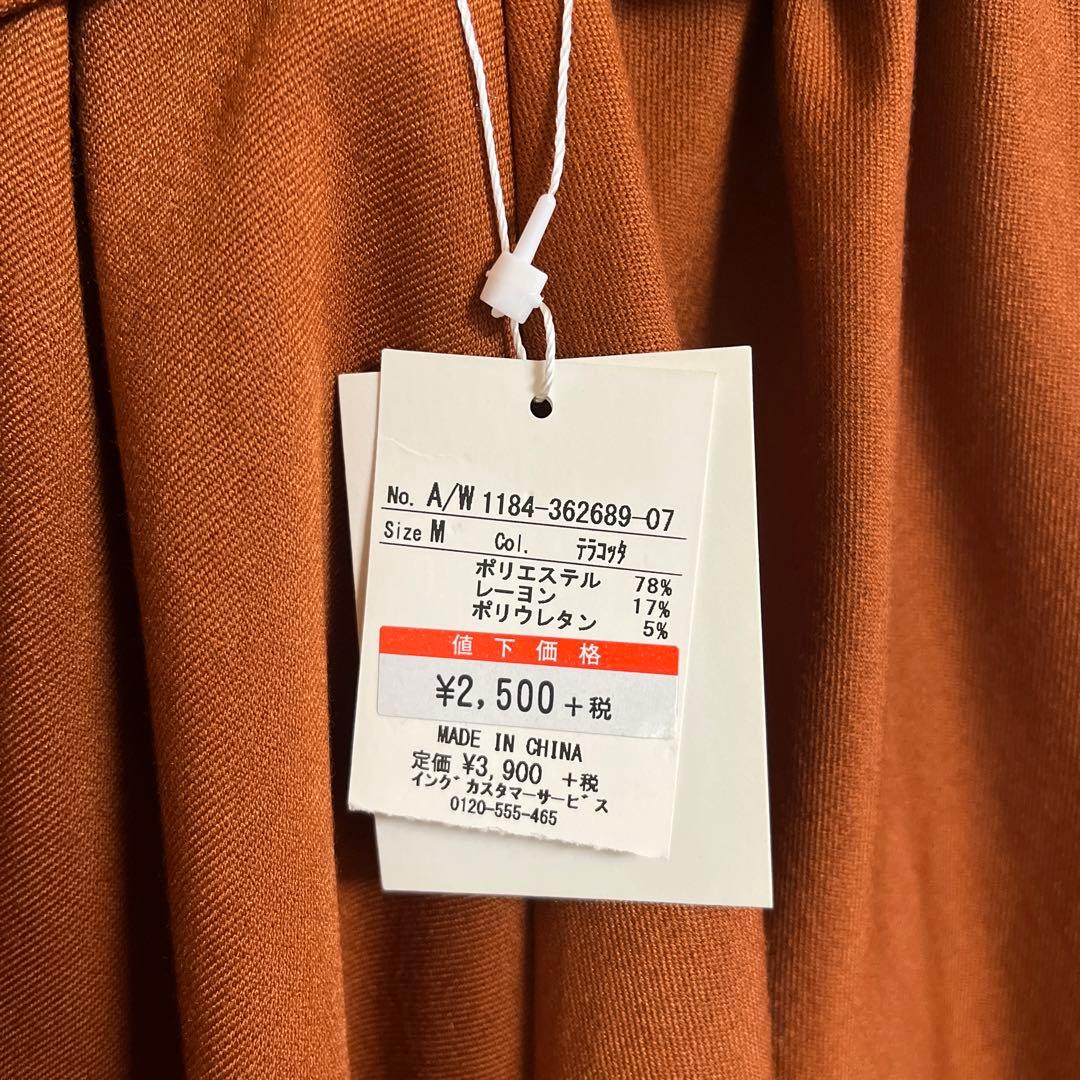 No. A/W 1184-362689-07
Size M Col. ﾃﾗｺｯﾀ
ポリエステル 78%
レーヨン 17%
ポリウレタン 5%
値下価格
¥2,500+税
MADE IN CHINA
定価 ¥3,900 +税
イングﾞカスタマーサーﾋﾞス
0120-555-465